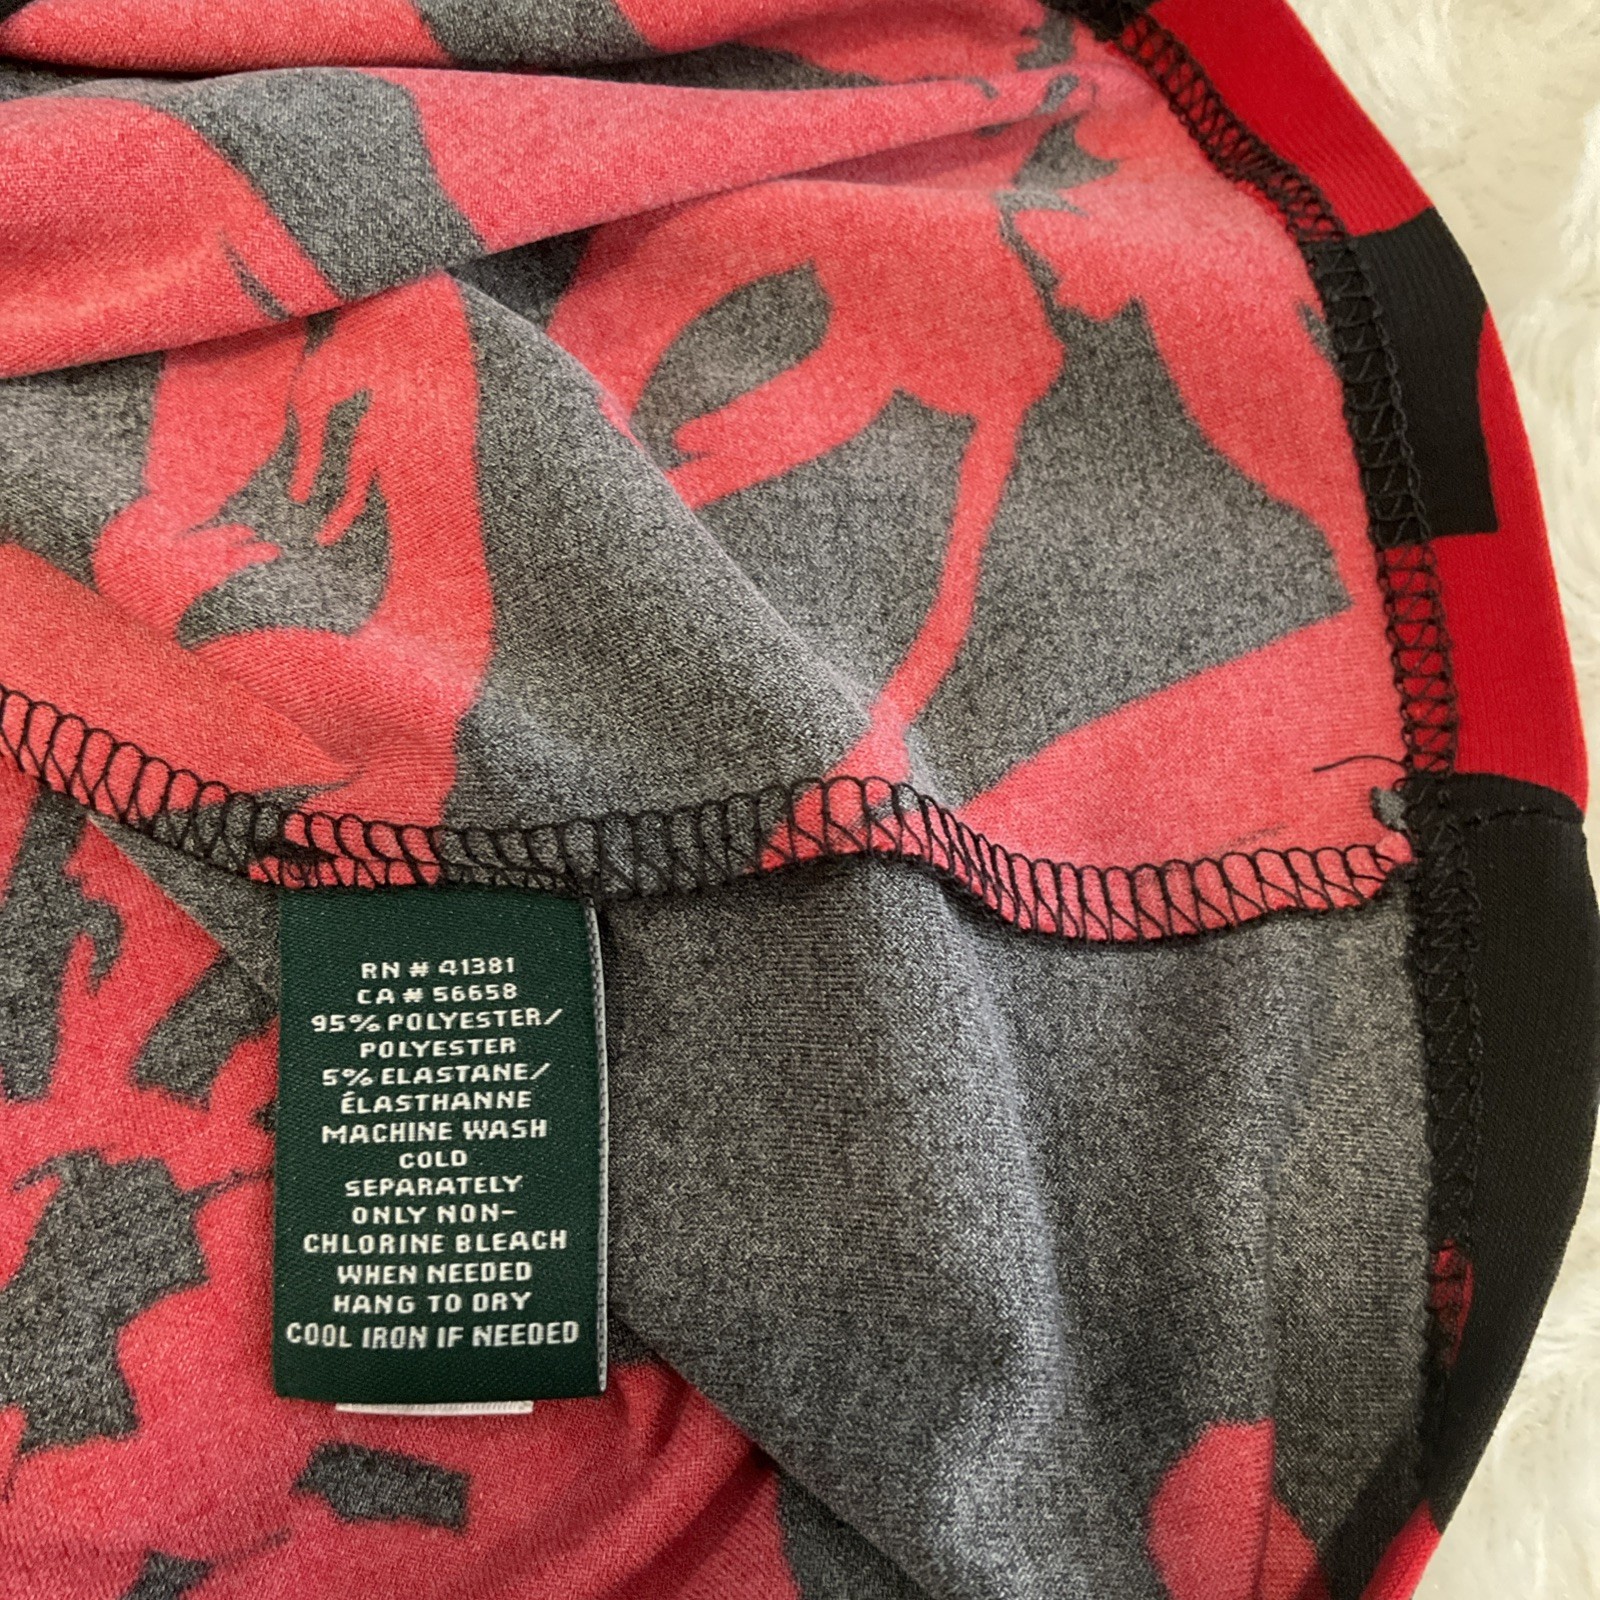 RN # 41381
CA # 56658
95% POLYESTER/
POLYESTER
5% ELASTANE/
ÉLASTHANNE
MACHINE WASH
COLD
SEPARATELY
ONLY NON-
CHLORINE BLEACH
WHEN NEEDED
HANG TO DRY
COOL IRON IF NEEDED